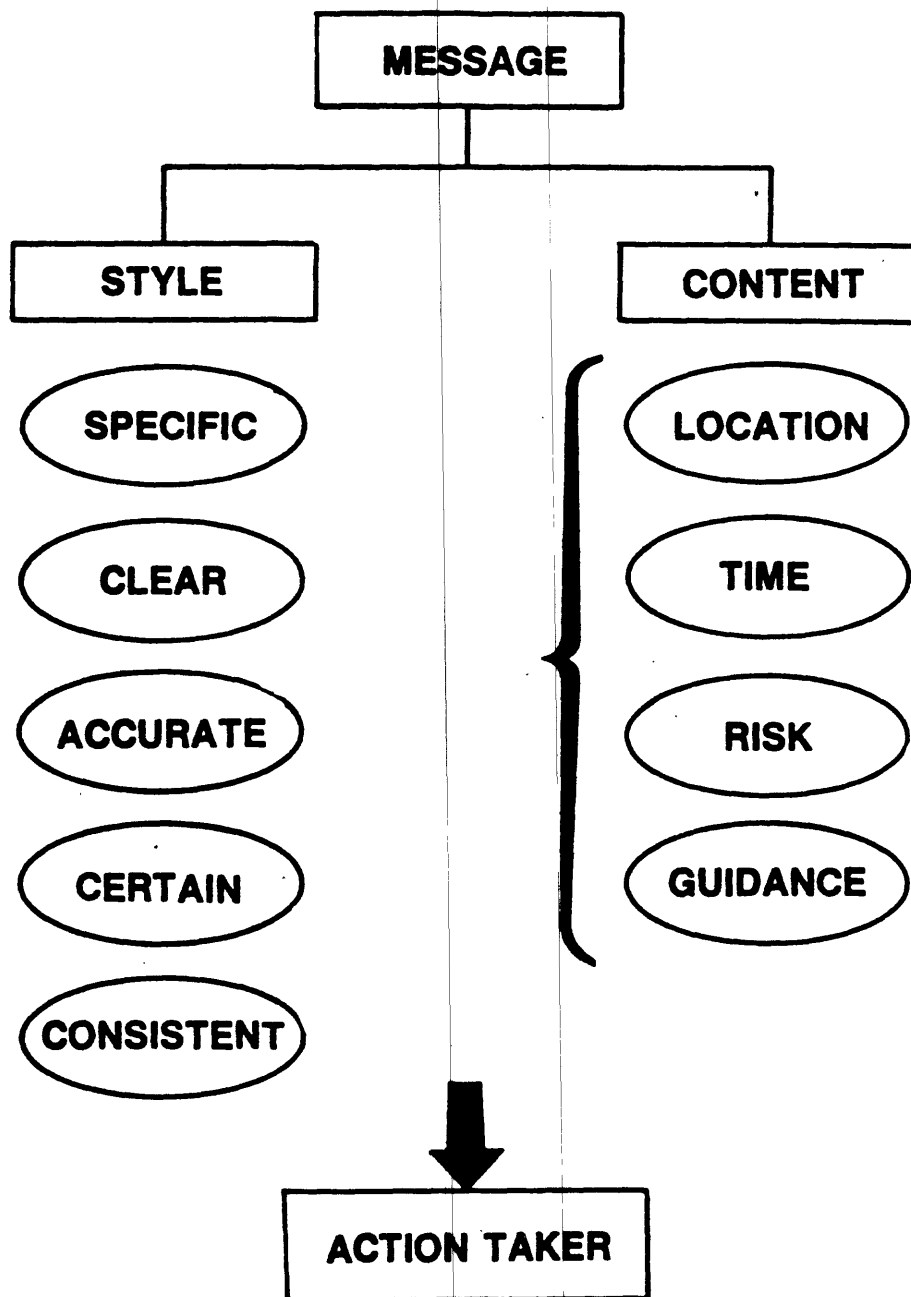 MESSAGE
STYLE
CONTENT
SPECIFIC
LOCATION
CLEAR
TIME
ACCURATE
RISK
CERTAIN
GUIDANCE
CONSISTENT
ACTION TAKER